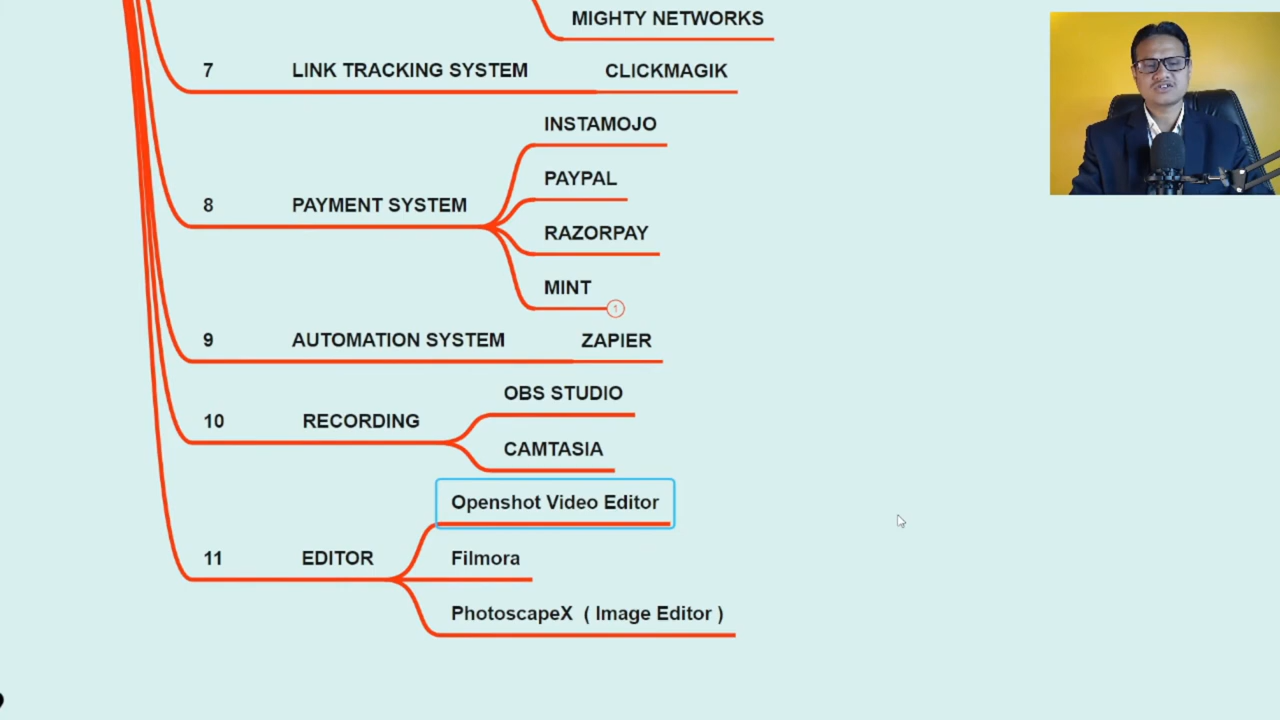 MIGHTY NETWORKS
7 LINK TRACKING SYSTEM CLICKMAGIK
INSTAMOJO
PAYPAL
8 PAYMENT SYSTEM
RAZORPAY
MINT 1
9 AUTOMATION SYSTEM ZAPIER
OBS STUDIO
10 RECORDING
CAMTASIA
Openshot Video Editor
11 EDITOR Filmora
PhotoscapeX ( Image Editor )